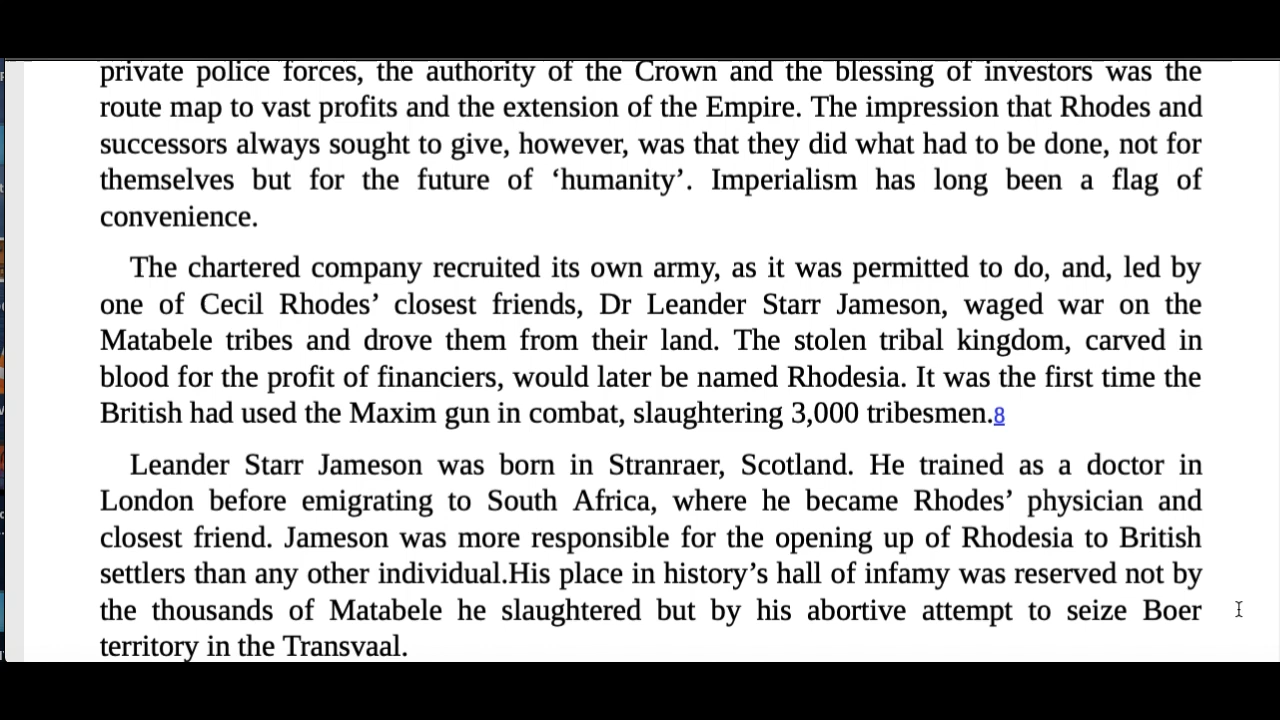 private police forces, the authority of the Crown and the blessing of investors was the
route map to vast profits and the extension of the Empire. The impression that Rhodes and
successors always sought to give, however, was that they did what had to be done, not for
themselves but for the future of ‘humanity’. Imperialism has long been a flag of
convenience.
The chartered company recruited its own army, as it was permitted to do, and, led by
one of Cecil Rhodes’ closest friends, Dr Leander Starr Jameson, waged war on the
Matabele tribes and drove them from their land. The stolen tribal kingdom, carved in
blood for the profit of financiers, would later be named Rhodesia. It was the first time the
British had used the Maxim gun in combat, slaughtering 3,000 tribesmen.8
Leander Starr Jameson was born in Stranraer, Scotland. He trained as a doctor in
London before emigrating to South Africa, where he became Rhodes’ physician and
closest friend. Jameson was more responsible for the opening up of Rhodesia to British
settlers than any other individual.His place in history’s hall of infamy was reserved not by
the thousands of Matabele he slaughtered but by his abortive attempt to seize Boer
territory in the Transvaal.